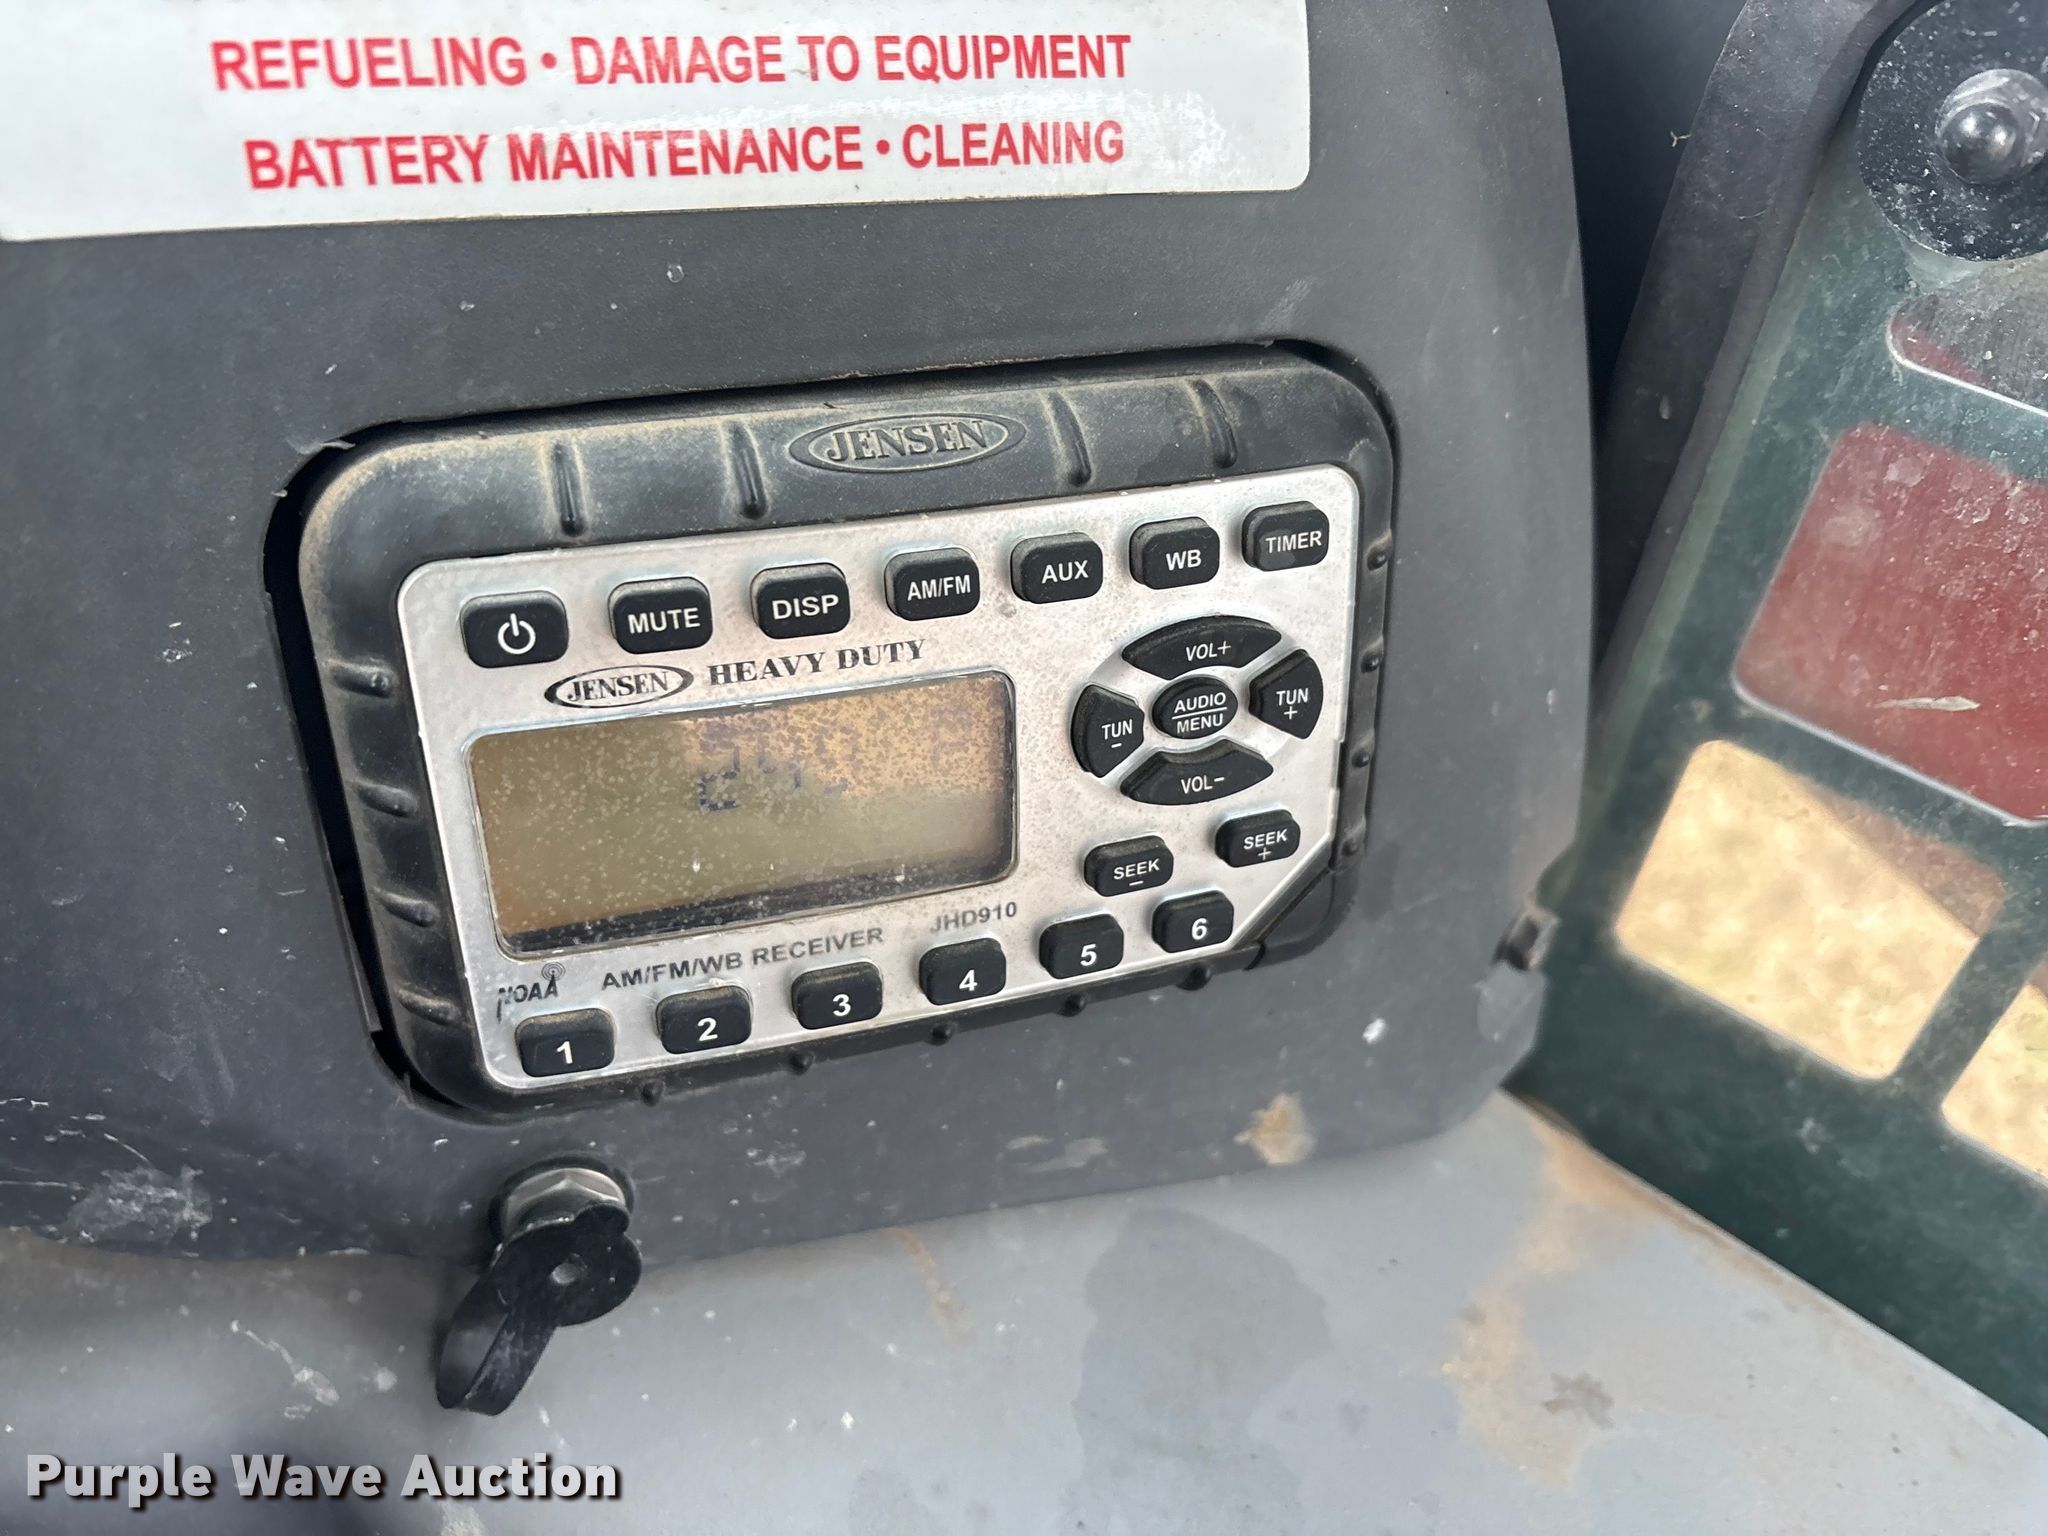 REFUELING • DAMAGE TO EQUIPMENT
BATTERY MAINTENANCE • CLEANING
JENSEN
MUTE
DISP
AM/FM
AUX
WB
TIMER
JENSEN HEAVY DUTY
VOL+
TUN -
AUDIO
MENU
TUN +
VOL-
SEEK -
SEEK +
NOAA
AM/FM/WB RECEIVER
JHD910
1 2 3 4 5 6
Purple Wave Auction